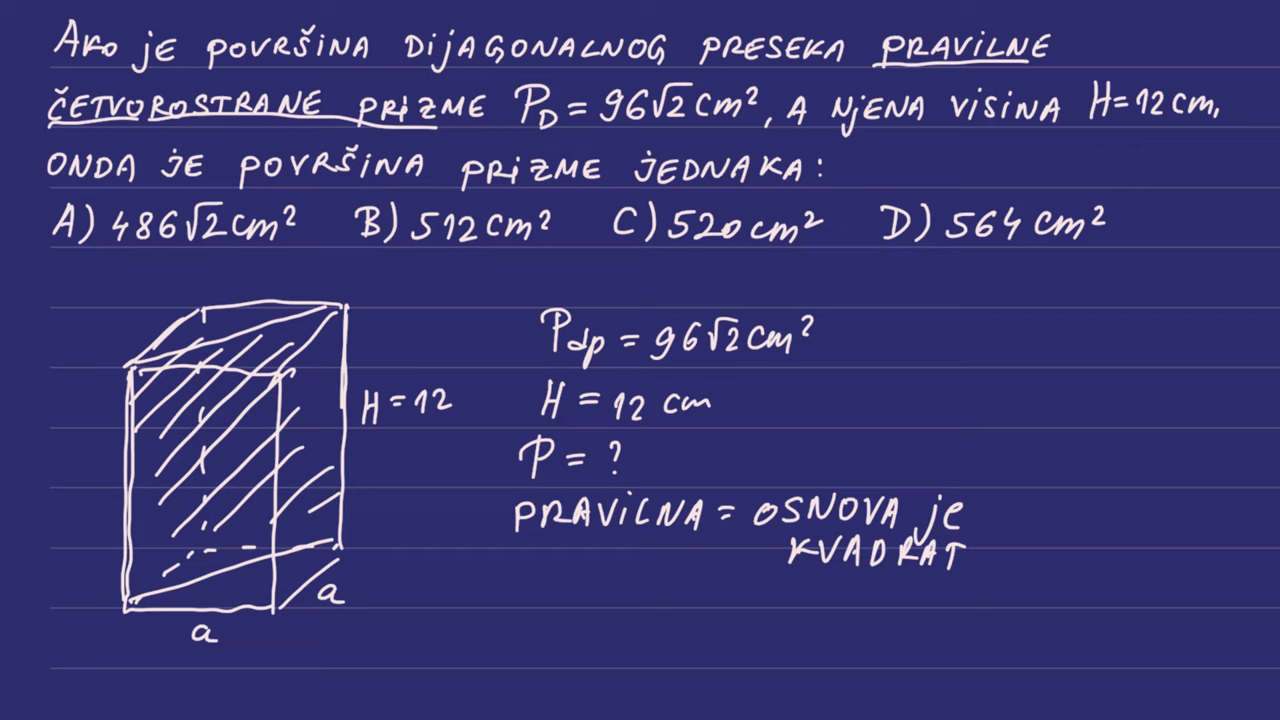 Ako je površina dijagonalnog preseka pravilne
četvorostrane prizme P_D = 96√2 cm², a njena visina H = 12 cm,
onda je površina prizme jednaka:
A) 486√2 cm² B) 512 cm² C) 520 cm² D) 564 cm²
P_dp = 96√2 cm²
H = 12
H = 12 cm
P = ?
PRAVILNA = OSNOVA je
KVADRAT
a
a